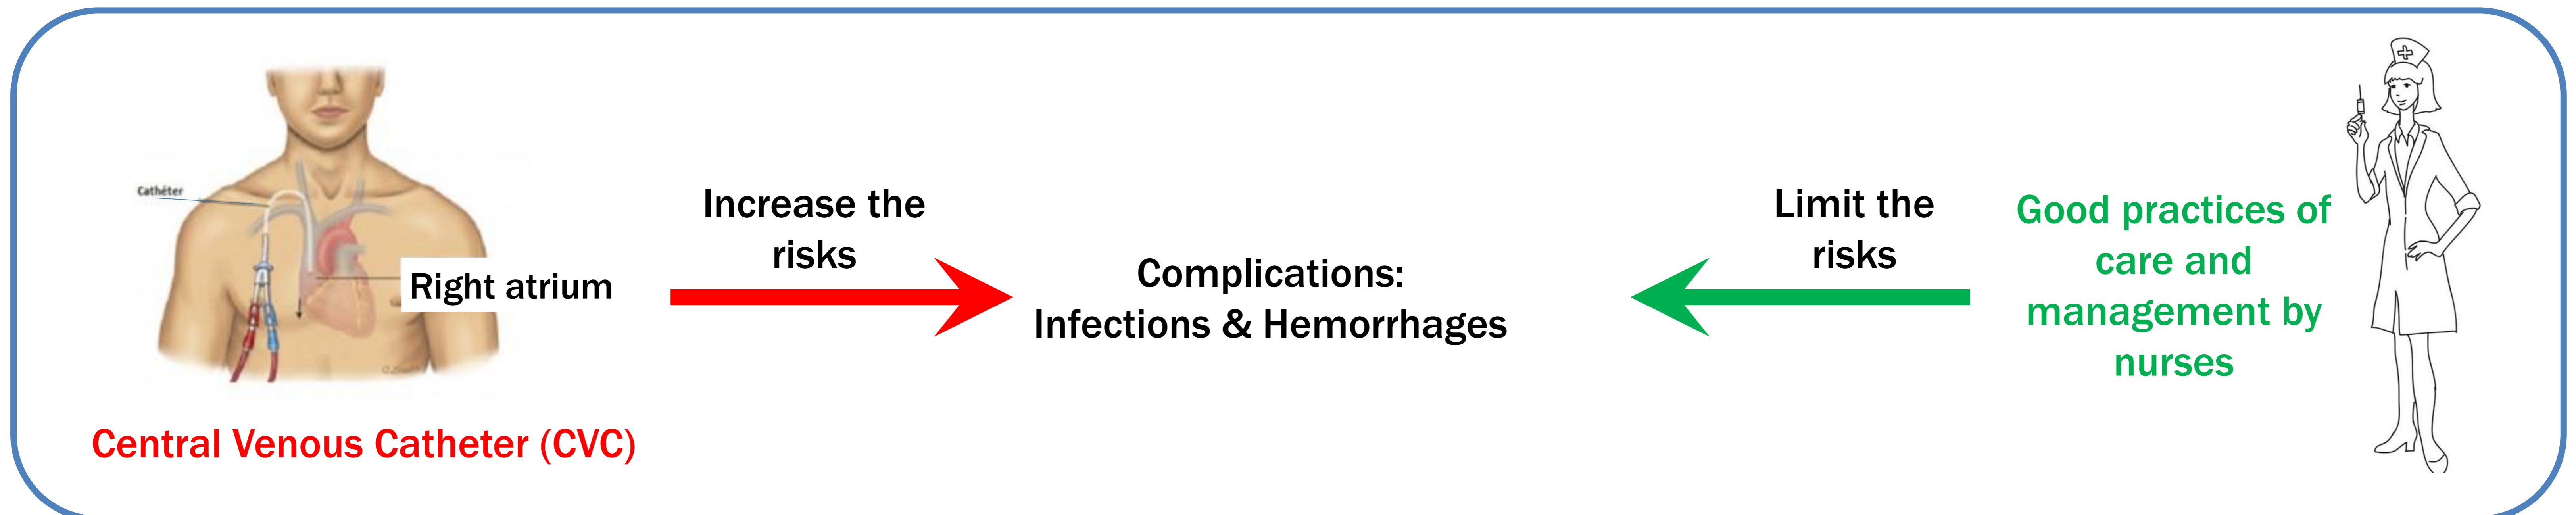 Cathéter
Right atrium
Central Venous Catheter (CVC)
Increase the
risks
Complications:
Infections & Hemorrhages
Limit the
risks
Good practices of
care and
management by
nurses